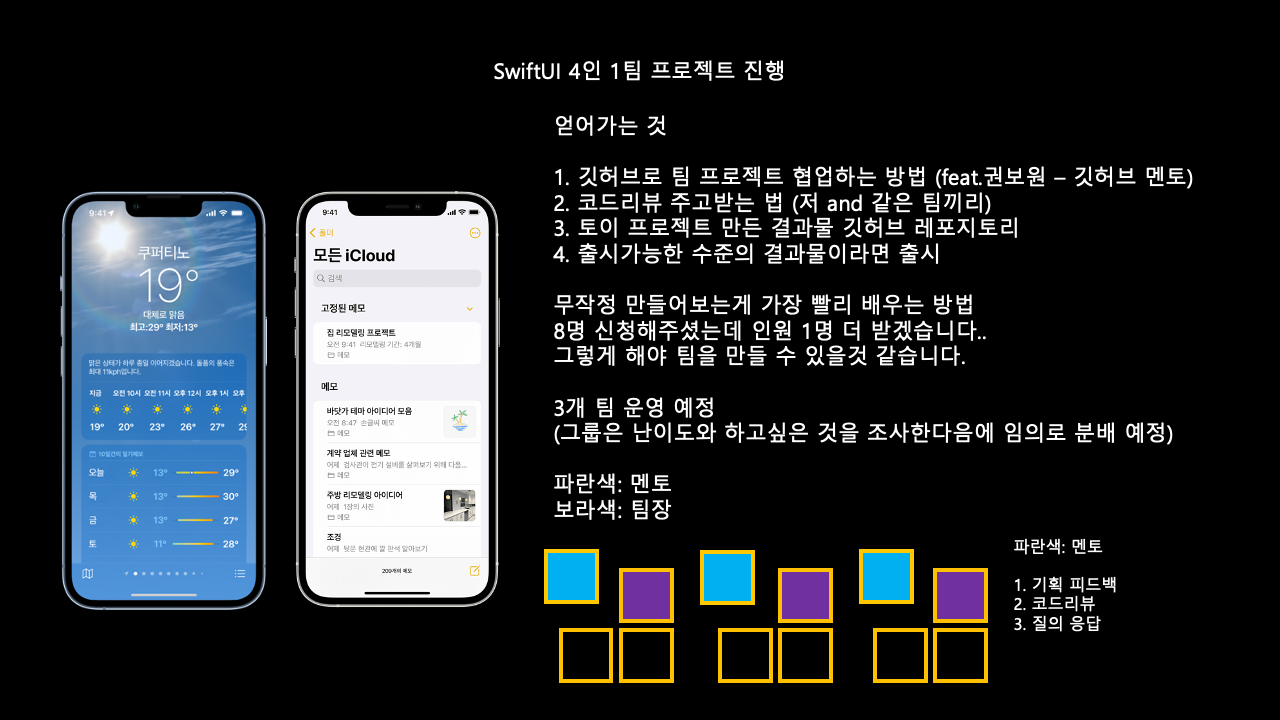 SwiftUI 4인 1팀 프로젝트 진행
얻어가는 것
1. 깃허브로 팀 프로젝트 협업하는 방법 (feat.권보원 – 깃허브 멘토)
2. 코드리뷰 주고받는 법 (저 and 같은 팀끼리)
3. 토이 프로젝트 만든 결과물 깃허브 레포지토리
4. 출시가능한 수준의 결과물이라면 출시
무작정 만들어보는게 가장 빨리 배우는 방법
8명 신청해주셨는데 인원 1명 더 받겠습니다..
그렇게 해야 팀을 만들 수 있을것 같습니다.
3개 팀 운영 예정
(그룹은 난이도와 하고싶은 것을 조사한다음에 임의로 분배 예정)
파란색: 멘토
보라색: 팀장
파란색: 멘토
1. 기획 피드백
2. 코드리뷰
3. 질의 응답
9:41
쿠퍼티노
19°
대체로 맑음
최고:29° 최저:13°
맑은 상태가 하루 종일 이어지겠습니다. 돌풍의 풍속은
최대 11kph입니다.
지금 오전 10시 오전 11시 오후 12시 오후 1시 오후
19° 20° 23° 26° 27° 29
10일간의 일기예보
오늘 13° 29°
목 13° 30°
금 13° 27°
토 11° 28°
9:41
폴더
모든 iCloud
검색
고정된 메모
집 리모델링 프로젝트
오전 9:41 리모델링 기간: 4개월
메모
메모
바닷가 테마 아이디어 모음
오전 8:47 손글씨 메모
메모
계약 업체 관련 메모
어제 검사관이 전기 설비를 살펴보기 위해 다음...
메모
주방 리모델링 아이디어
어제 1장의 사진
메모
조경
어제 뒷문 현관에 깔 판석 알아보기
200개의 메모